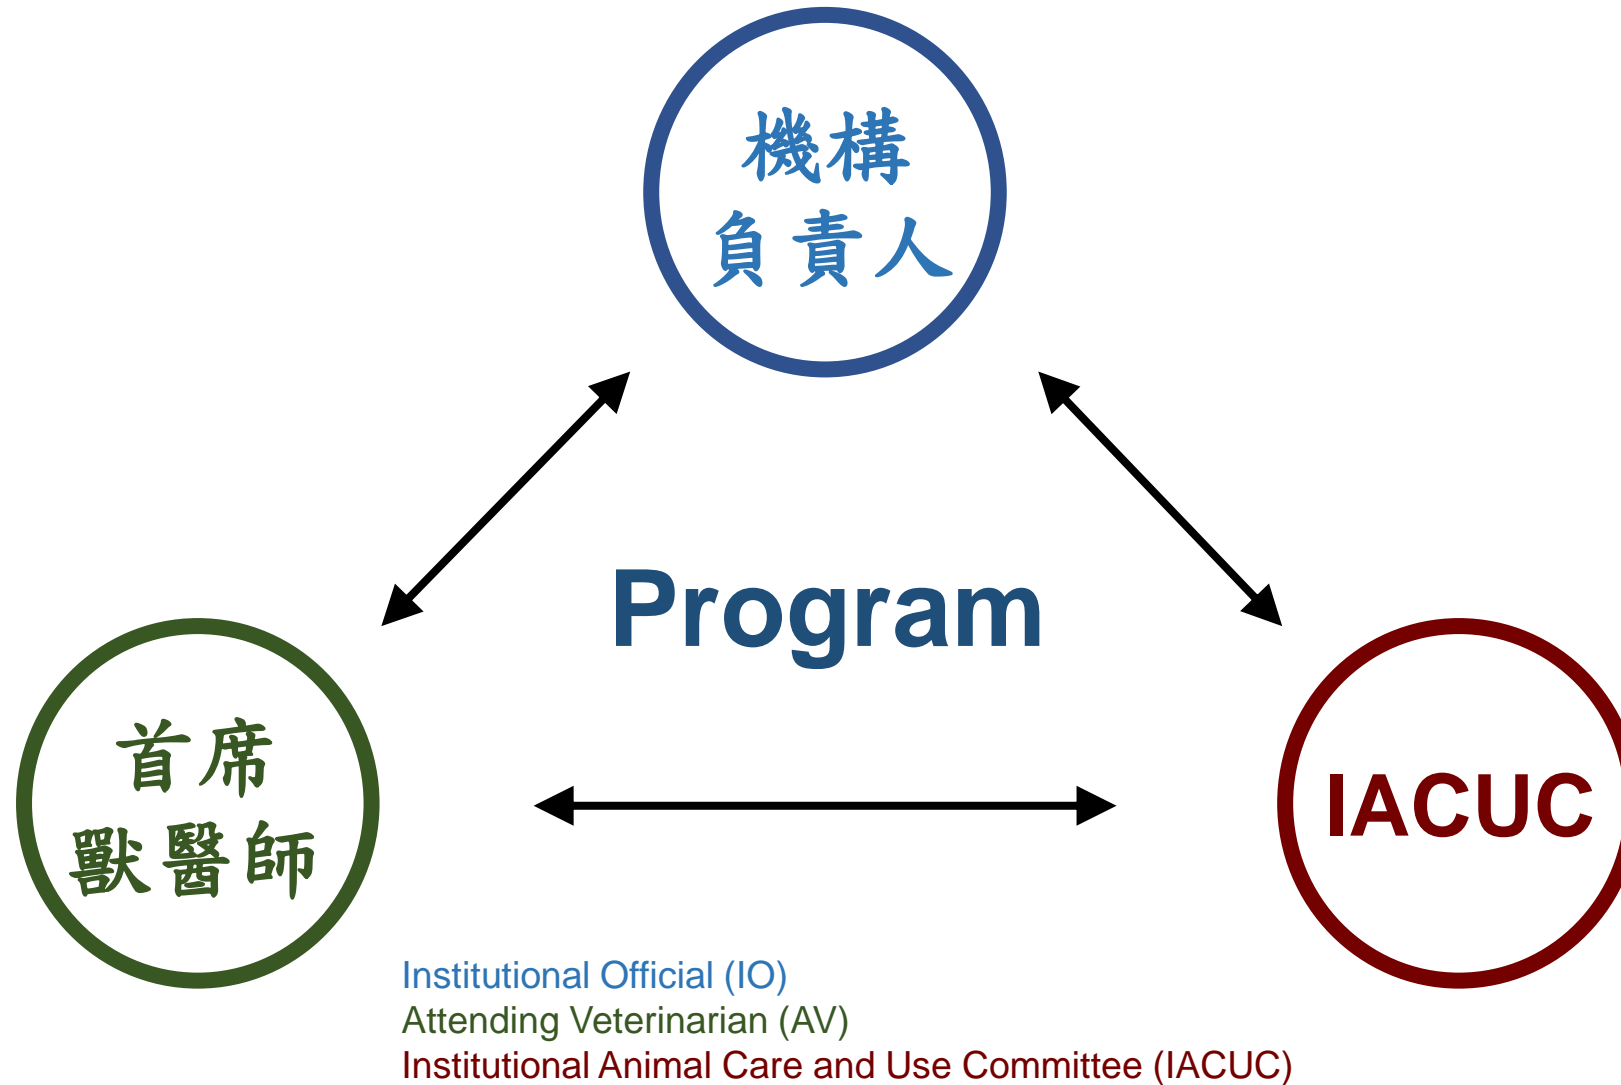 機構
負責人
Program
首席
獸醫師
IACUC
Institutional Official (IO)
Attending Veterinarian (AV)
Institutional Animal Care and Use Committee (IACUC)